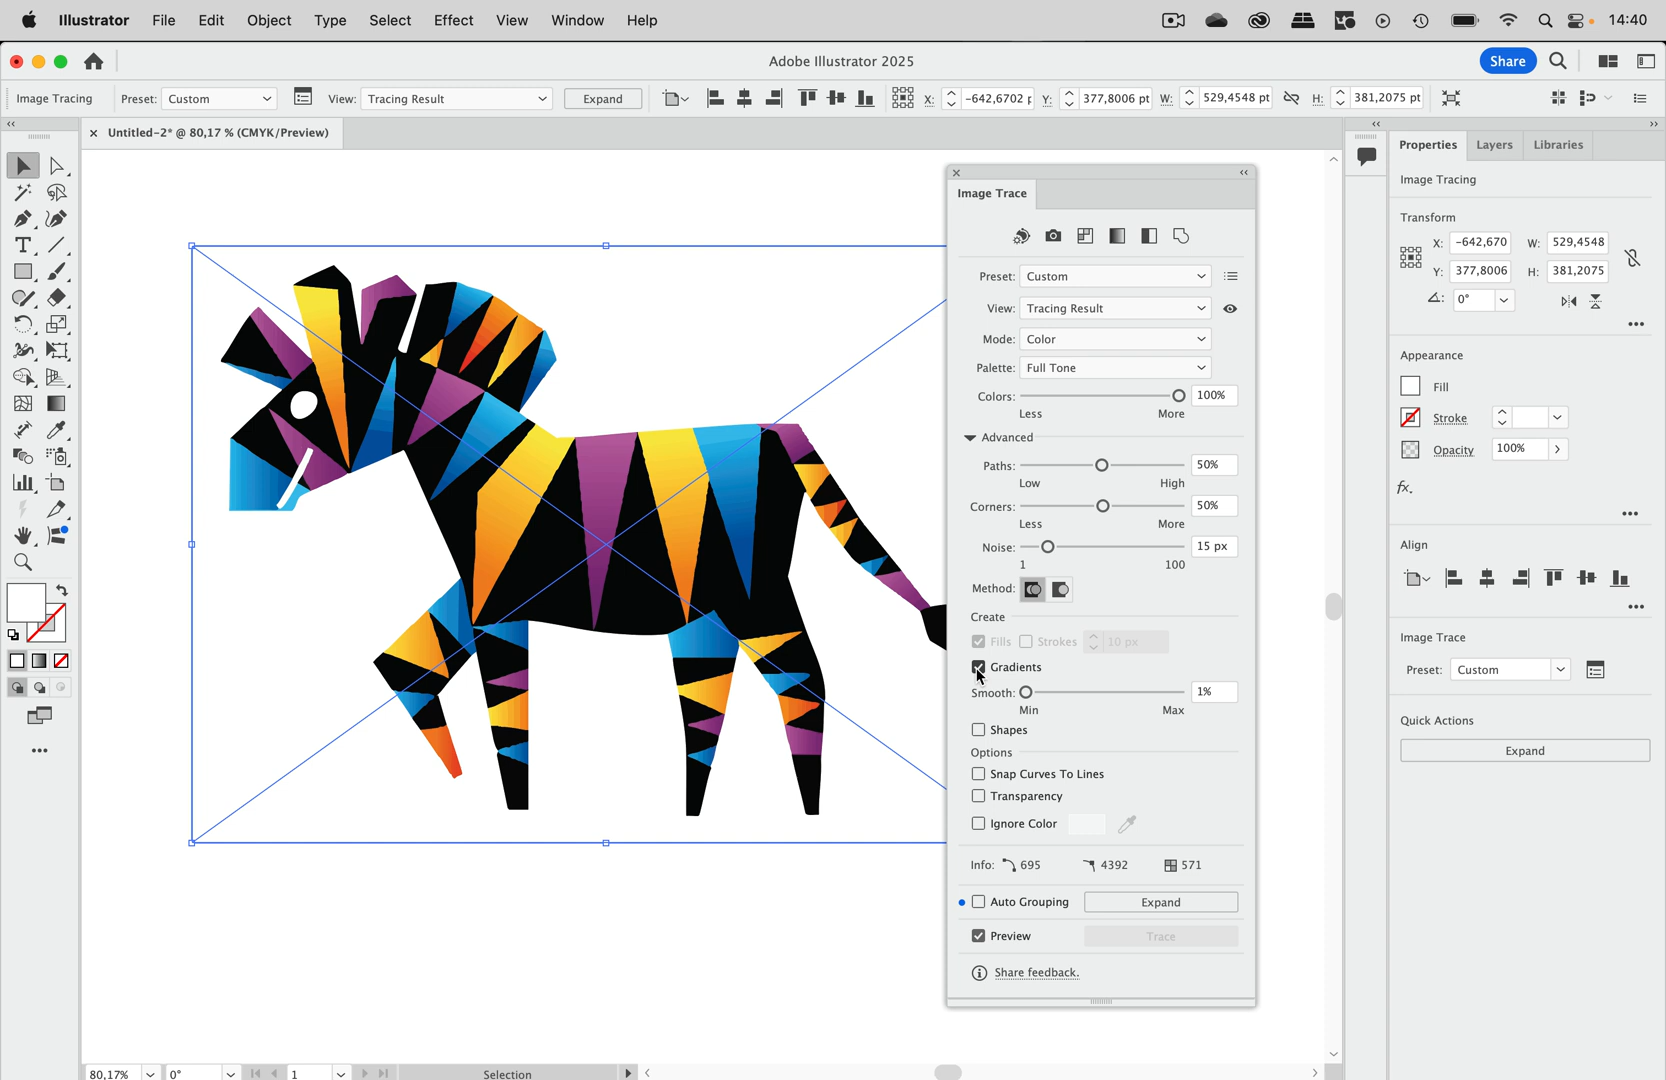 Illustrator File Edit Object Type Select Effect View Window Help 14:40
Adobe Illustrator 2025 Share
Image Tracing Preset: Custom View: Tracing Result Expand X: -642,6702 p Y: 377,8006 pt W: 529,4548 pt H: 381,2075 pt
Untitled-2* @ 80,17 % (CMYK/Preview)
Image Trace
Preset: Custom
View: Tracing Result
Mode: Color
Palette: Full Tone
Colors: 100%
Less More
Advanced
Paths: 50%
Low High
Corners: 50%
Less More
Noise: 15 px
1 100
Method:
Create
Fills Strokes 10 px
Gradients
Smooth: 1%
Min Max
Shapes
Options
Snap Curves To Lines
Transparency
Ignore Color
Info: 695 4392 571
Auto Grouping Expand
Preview Trace
Share feedback.
Properties Layers Libraries
Image Tracing
Transform
X: -642,670 W: 529,4548
Y: 377,8006 H: 381,2075
0°
Appearance
Fill
Stroke
Opacity 100%
fx.
Align
Image Trace
Preset: Custom
Quick Actions
Expand
80,17% 0° 1 Selection